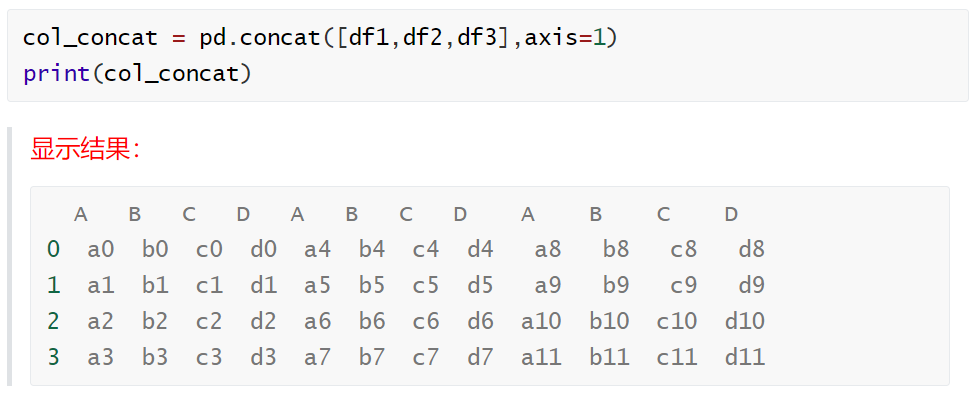 col_concat = pd.concat([df1,df2,df3],axis=1)
print(col_concat)
显示结果：
A B C D A B C D A B C D
0 a0 b0 c0 d0 a4 b4 c4 d4 a8 b8 c8 d8
1 a1 b1 c1 d1 a5 b5 c5 d5 a9 b9 c9 d9
2 a2 b2 c2 d2 a6 b6 c6 d6 a10 b10 c10 d10
3 a3 b3 c3 d3 a7 b7 c7 d7 a11 b11 c11 d11